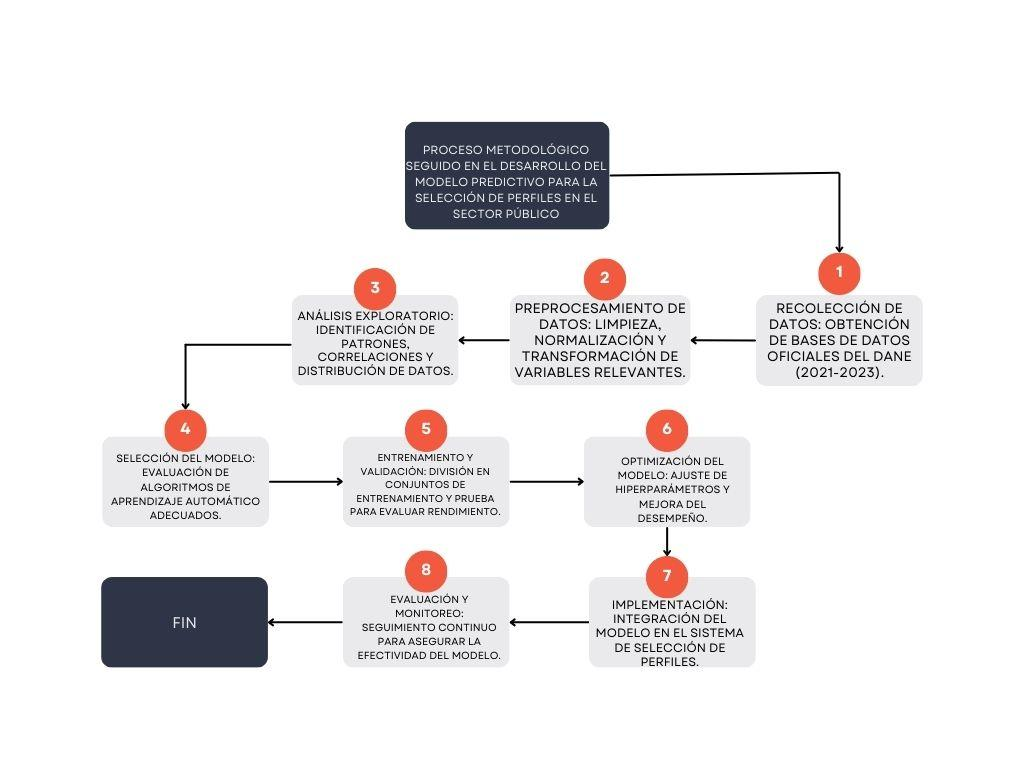 PROCESO METODOLÓGICO
SEGUIDO EN EL DESARROLLO DEL
MODELO PREDICTIVO PARA LA
SELECCIÓN DE PERFILES EN EL
SECTOR PÚBLICO
1
RECOLECCIÓN DE
DATOS: OBTENCIÓN
DE BASES DE DATOS
OFICIALES DEL DANE
(2021-2023).
2
PREPROCESAMIENTO DE
DATOS: LIMPIEZA,
NORMALIZACIÓN Y
TRANSFORMACIÓN DE
VARIABLES RELEVANTES.
3
ANÁLISIS EXPLORATORIO:
IDENTIFICACIÓN DE
PATRONES,
CORRELACIONES Y
DISTRIBUCIÓN DE DATOS.
4
SELECCIÓN DEL MODELO:
EVALUACIÓN DE
ALGORITMOS DE
APRENDIZAJE AUTOMÁTICO
ADECUADOS.
5
ENTRENAMIENTO Y
VALIDACIÓN: DIVISIÓN EN
CONJUNTOS DE
ENTRENAMIENTO Y PRUEBA
PARA EVALUAR RENDIMIENTO.
6
OPTIMIZACIÓN DEL
MODELO: AJUSTE DE
HIPERPARÁMETROS Y
MEJORA DEL
DESEMPEÑO.
7
IMPLEMENTACIÓN:
INTEGRACIÓN DEL
MODELO EN EL SISTEMA
DE SELECCIÓN DE
PERFILES.
8
EVALUACIÓN Y
MONITOREO:
SEGUIMIENTO CONTINUO
PARA ASEGURAR LA
EFECTIVIDAD DEL MODELO.
FIN